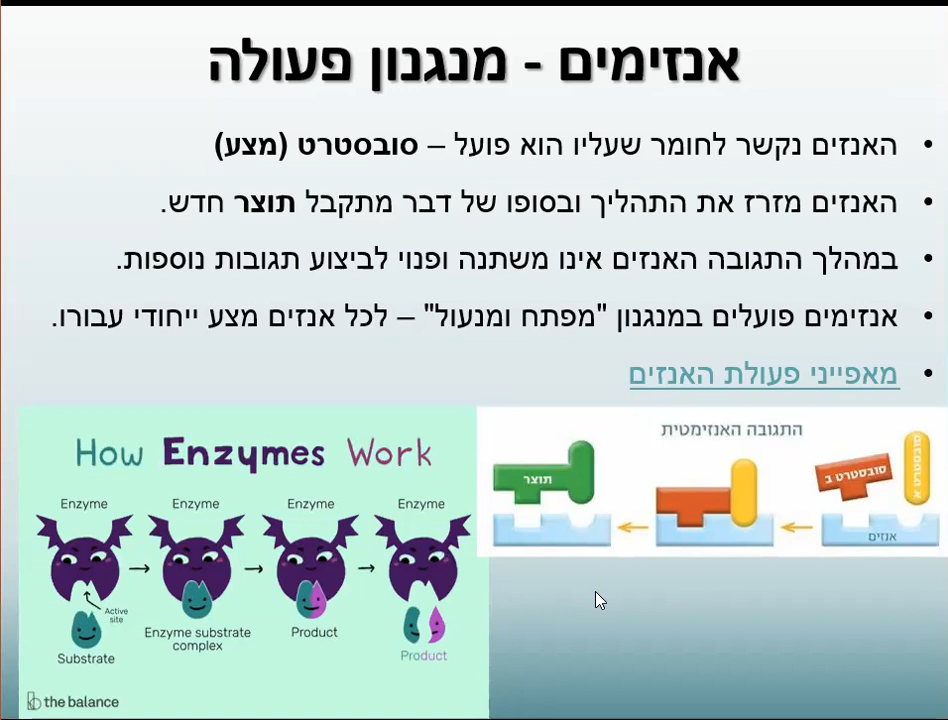 אנזימים - מנגנון פעולה
• האנזים נקשר לחומר שעליו הוא פועל – סובסטרט (מצע)
• האנזים מזרז את התהליך ובסופו של דבר מתקבל תוצר חדש.
• במהלך התגובה האנזים אינו משתנה ופנוי לביצוע תגובות נוספות.
• אנזימים פועלים במנגנון "מפתח ומנעול" – לכל אנזים מצע ייחודי עבורו.
• מאפייני פעולת האנזים
התגובה האנזימטית
סובסטרט א
סובסטרט ב
תוצר
אנזים
How Enzymes Work
Enzyme
Enzyme
Enzyme
Enzyme
Active
site
Substrate
Enzyme substrate
complex
Product
Product
the balance